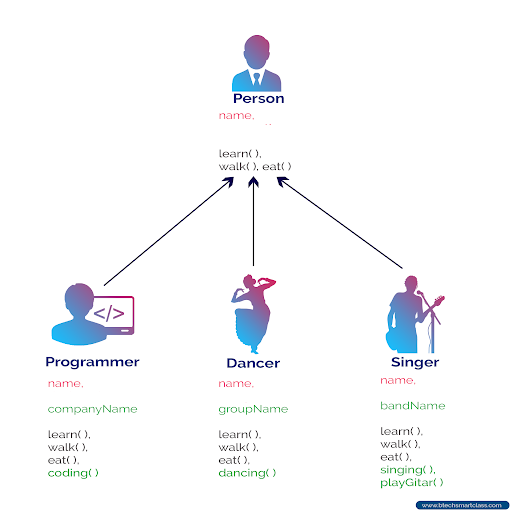 Person
name,
learn( ),
walk( ), eat( )
</>
Programmer
name,
companyName
learn( ),
walk( ),
eat( ),
coding( )
Dancer
name,
groupName
learn( ),
walk( ),
eat( ),
dancing( )
Singer
name,
bandName
learn( ),
walk( ),
eat( ),
singing( ),
playGitar( )
www.btechsmartclass.com